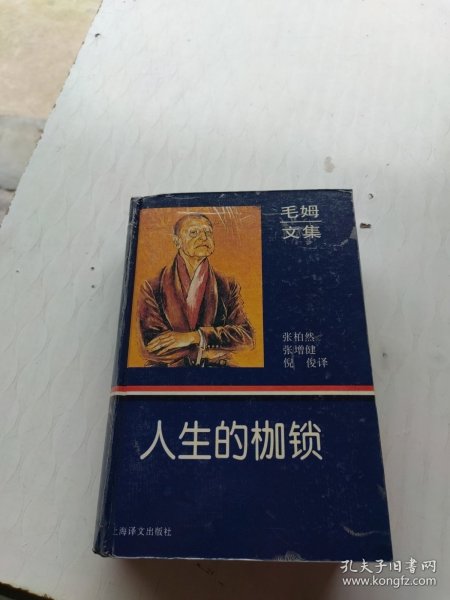 毛姆
文集
张柏然
张增健
倪 俊译
人生的枷锁
上海译文出版社
孔夫子旧书网
www.kongfz.com